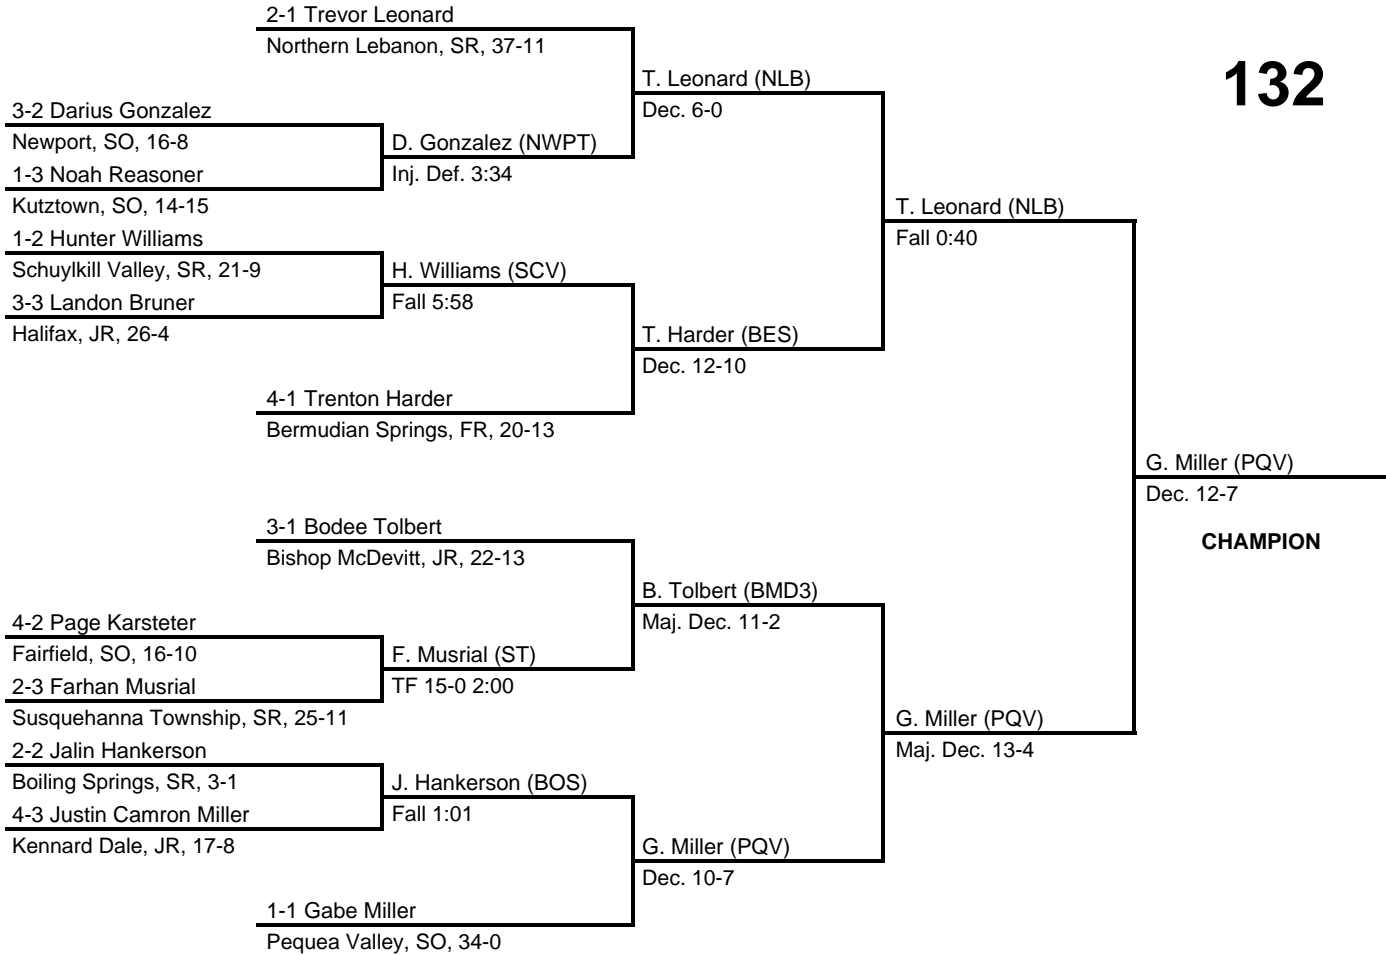 2-1 Trevor Leonard
Northern Lebanon, SR, 37-11
132
T. Leonard (NLB)
Dec. 6-0
3-2 Darius Gonzalez
Newport, SO, 16-8
D. Gonzalez (NWPT)
Inj. Def. 3:34
1-3 Noah Reasoner
Kutztown, SO, 14-15
T. Leonard (NLB)
Fall 0:40
1-2 Hunter Williams
Schuylkill Valley, SR, 21-9
H. Williams (SCV)
Fall 5:58
3-3 Landon Bruner
Halifax, JR, 26-4
T. Harder (BES)
Dec. 12-10
4-1 Trenton Harder
Bermudian Springs, FR, 20-13
G. Miller (PQV)
Dec. 12-7
CHAMPION
3-1 Bodee Tolbert
Bishop McDevitt, JR, 22-13
B. Tolbert (BMD3)
Maj. Dec. 11-2
4-2 Page Karsteter
Fairfield, SO, 16-10
F. Musrial (ST)
TF 15-0 2:00
2-3 Farhan Musrial
Susquehanna Township, SR, 25-11
G. Miller (PQV)
Maj. Dec. 13-4
2-2 Jalin Hankerson
Boiling Springs, SR, 3-1
J. Hankerson (BOS)
Fall 1:01
4-3 Justin Camron Miller
Kennard Dale, JR, 17-8
G. Miller (PQV)
Dec. 10-7
1-1 Gabe Miller
Pequea Valley, SO, 34-0